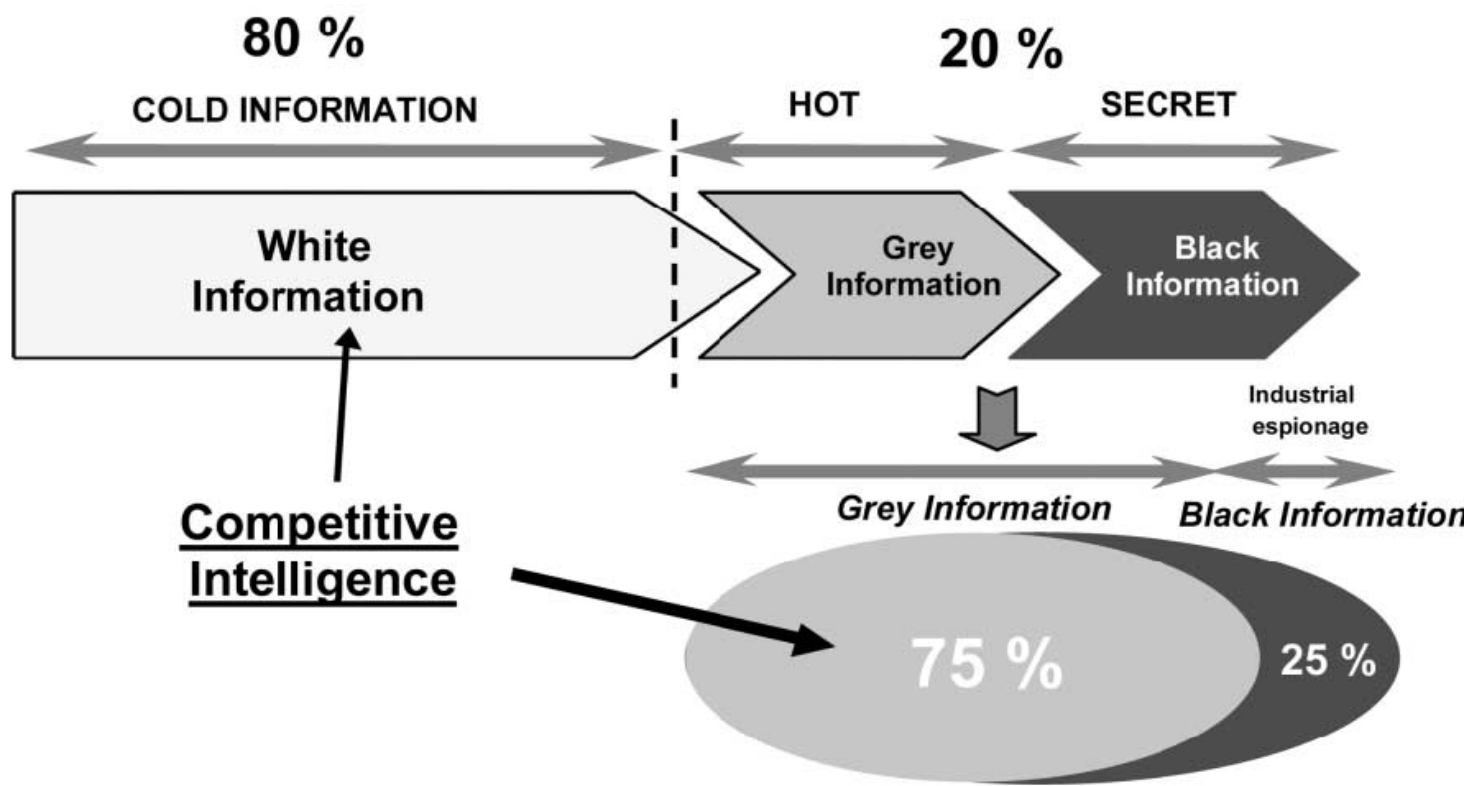 80 %
20 %
COLD INFORMATION
HOT
SECRET
White
Information
Grey
Information
Black
Information
Industrial
espionage
Grey Information
Black Information
Competitive
Intelligence
75 %
25 %